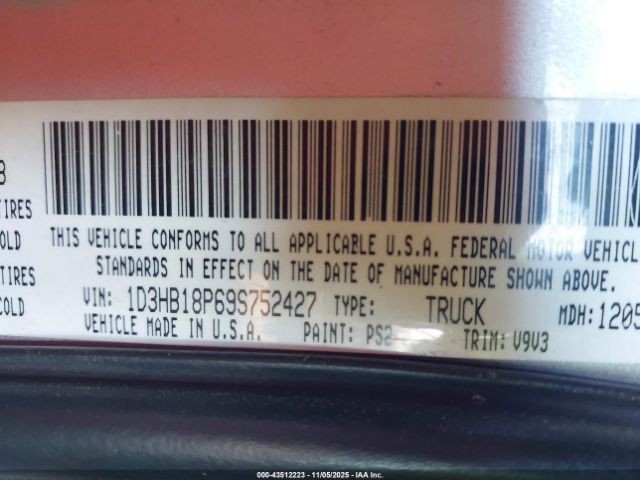 8
TIRES
COLD
COLD
THIS VEHICLE CONFORMS TO ALL APPLICABLE U.S.A. FEDERAL MOTOR VEHICL
STANDARDS IN EFFECT ON THE DATE OF MANUFACTURE SHOWN ABOVE.
VIN: 1D3HB18P69S752427 TYPE: TRUCK MDH: 1205
VEHICLE MADE IN U.S.A. PAINT: PS2 TRIM: V9V3
000-43512223 - 11/05/2025 - IAA Inc.